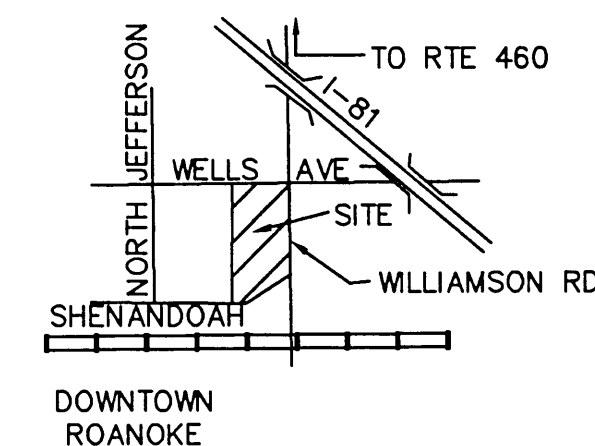 TO RTE 460
I-81
NORTH JEFFERSON
WELLS AVE
SITE
WILLIAMSON RD
SHENANDOAH
DOWNTOWN
ROANOKE